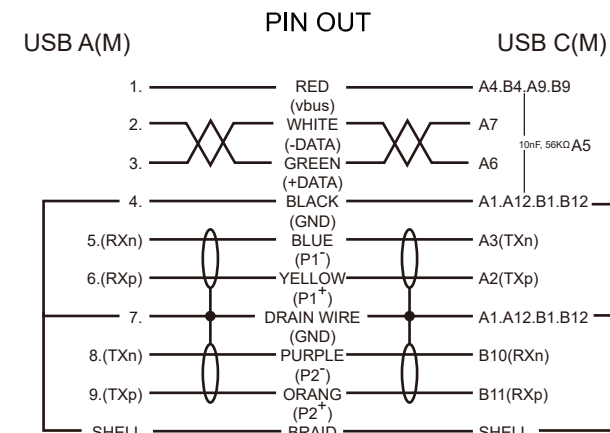 PIN OUT
USB A(M) USB C(M)
1. RED A4.B4.A9.B9
(vbus)
2. WHITE A7
(-DATA) 10nF, 56KΩ A5
3. GREEN A6
(+DATA)
4. BLACK A1.A12.B1.B12
(GND)
5.(RXn) BLUE A3(TXn)
(P1-)
6.(RXp) YELLOW A2(TXp)
(P1+)
7. DRAIN WIRE A1.A12.B1.B12
(GND)
8.(TXn) PURPLE B10(RXn)
(P2-)
9.(TXp) ORANG B11(RXp)
(P2+)
SHELL BRAID SHELL